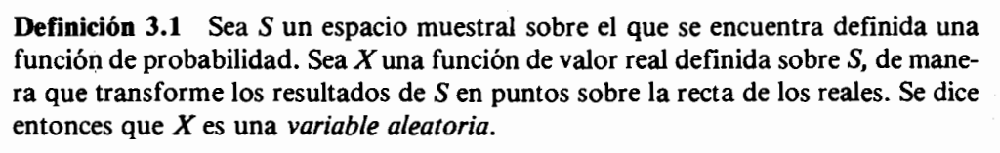 Definición 3.1 Sea S un espacio muestral sobre el que se encuentra definida una
función de probabilidad. Sea X una función de valor real definida sobre S, de mane-
ra que transforme los resultados de S en puntos sobre la recta de los reales. Se dice
entonces que X es una variable aleatoria.